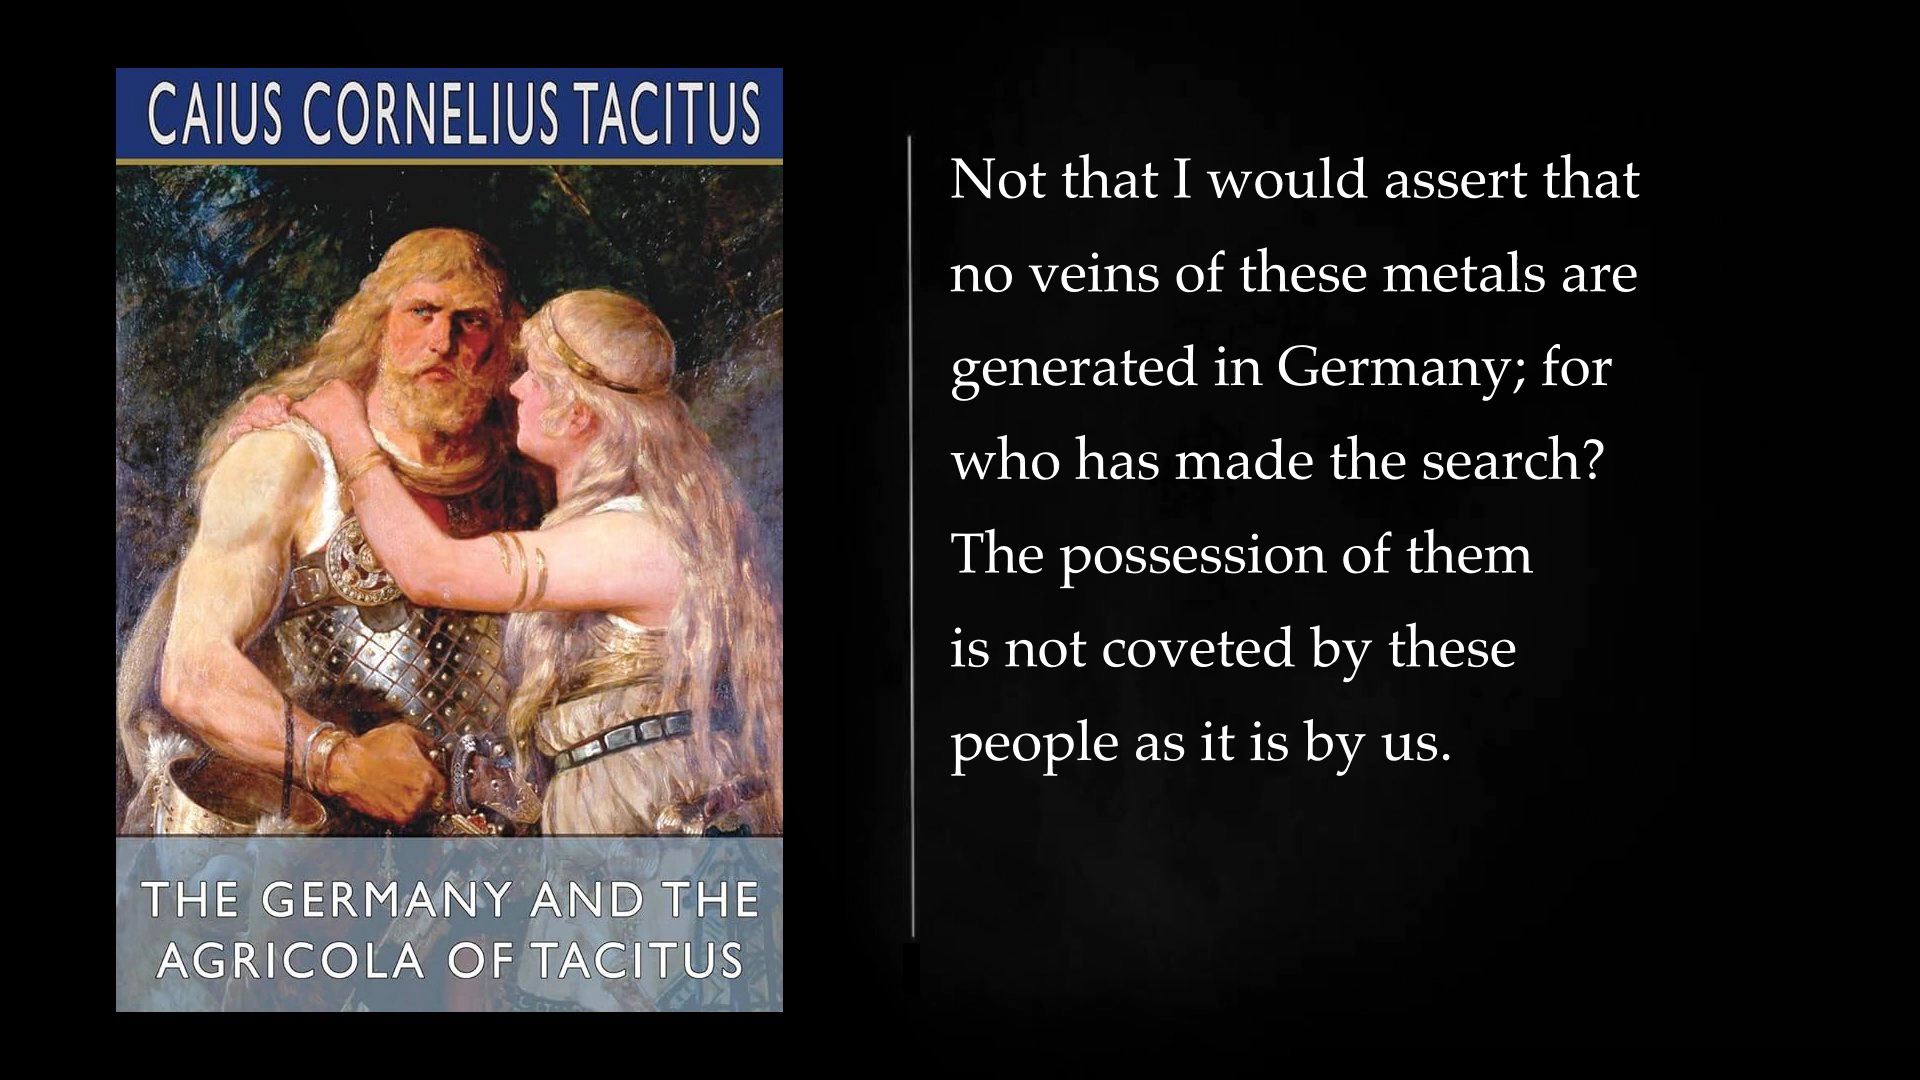 CAIUS CORNELIUS TACITUS
THE GERMANY AND THE
AGRICOLA OF TACITUS
Not that I would assert that
no veins of these metals are
generated in Germany; for
who has made the search?
The possession of them
is not coveted by these
people as it is by us.